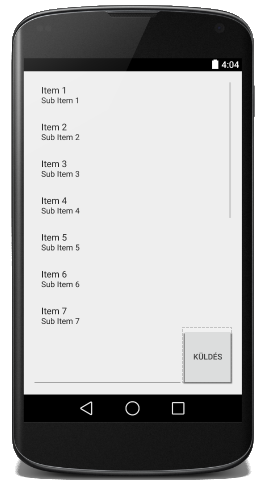 4:04
Item 1
Sub Item 1
Item 2
Sub Item 2
Item 3
Sub Item 3
Item 4
Sub Item 4
Item 5
Sub Item 5
Item 6
Sub Item 6
Item 7
Sub Item 7
KÜLDÉS